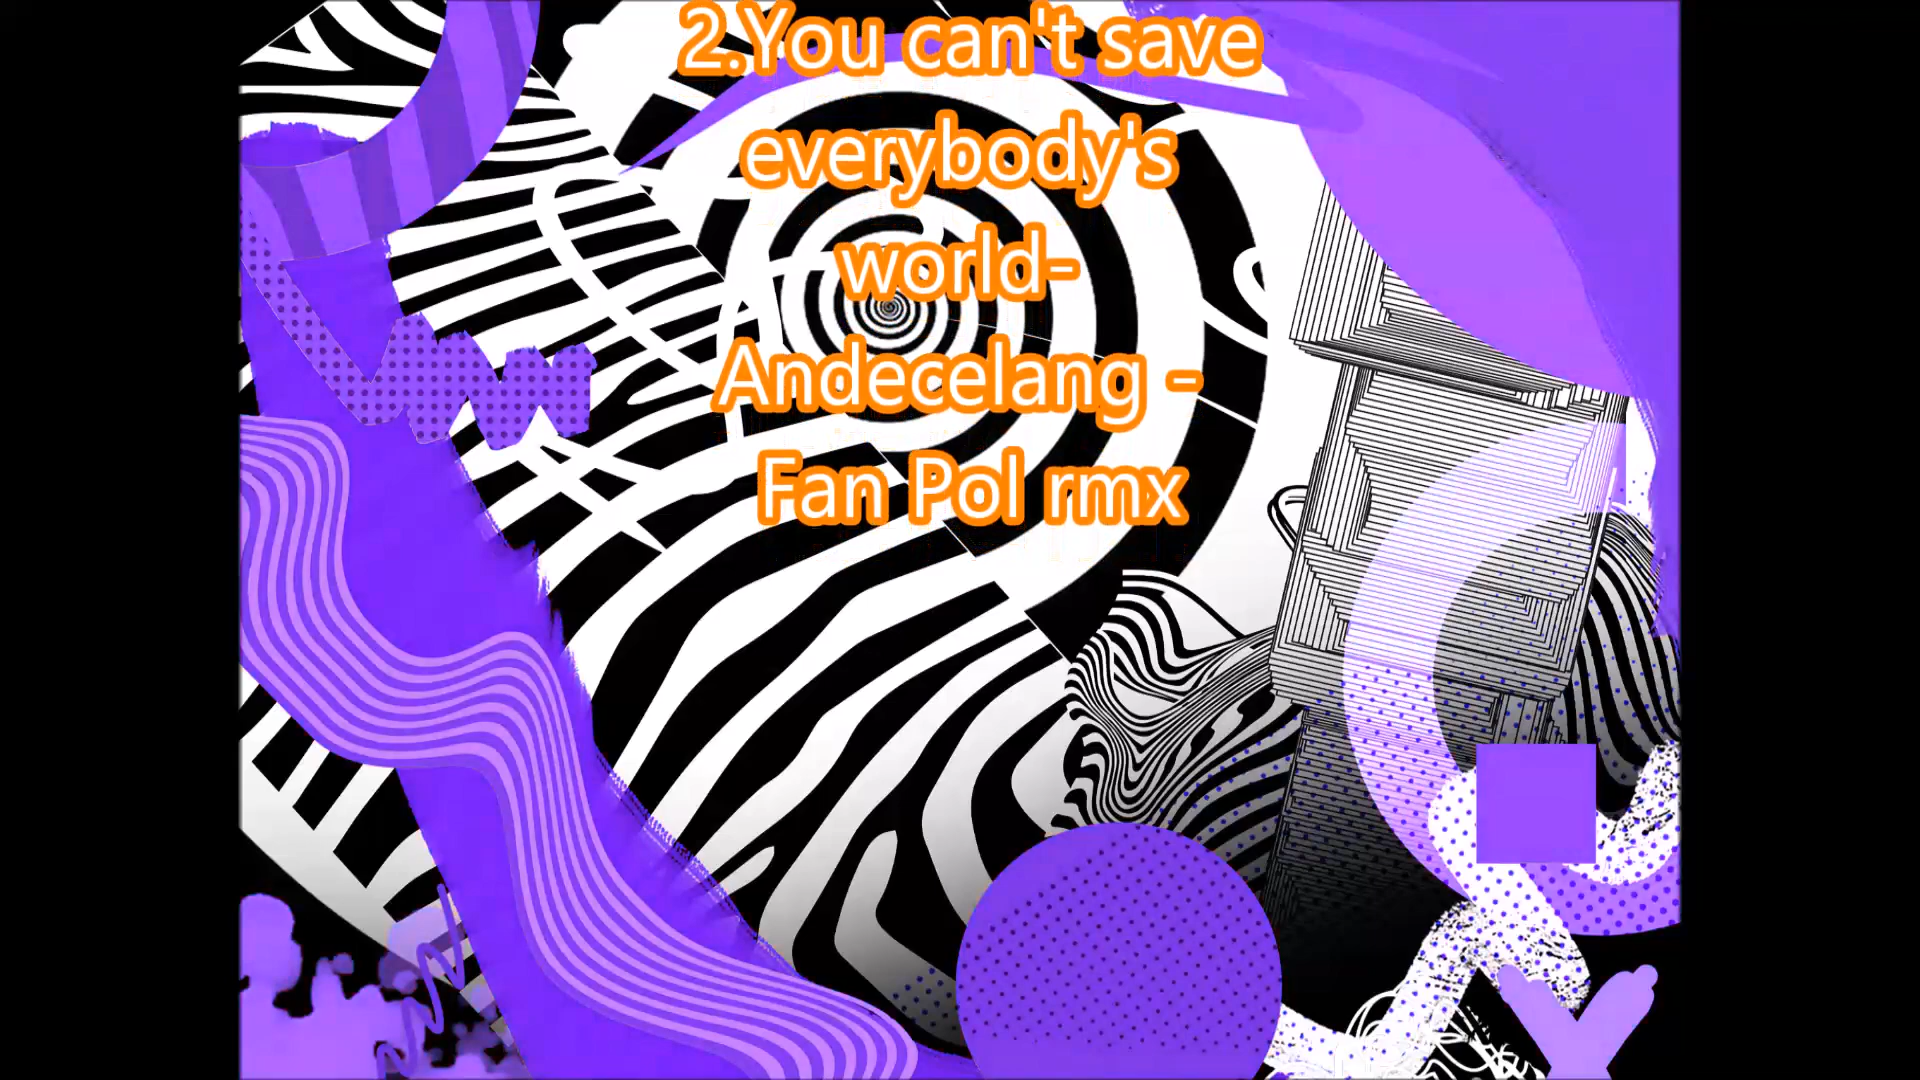 2.You can't save
everybody's
world-
Andecelang -
Fan Pol rmx